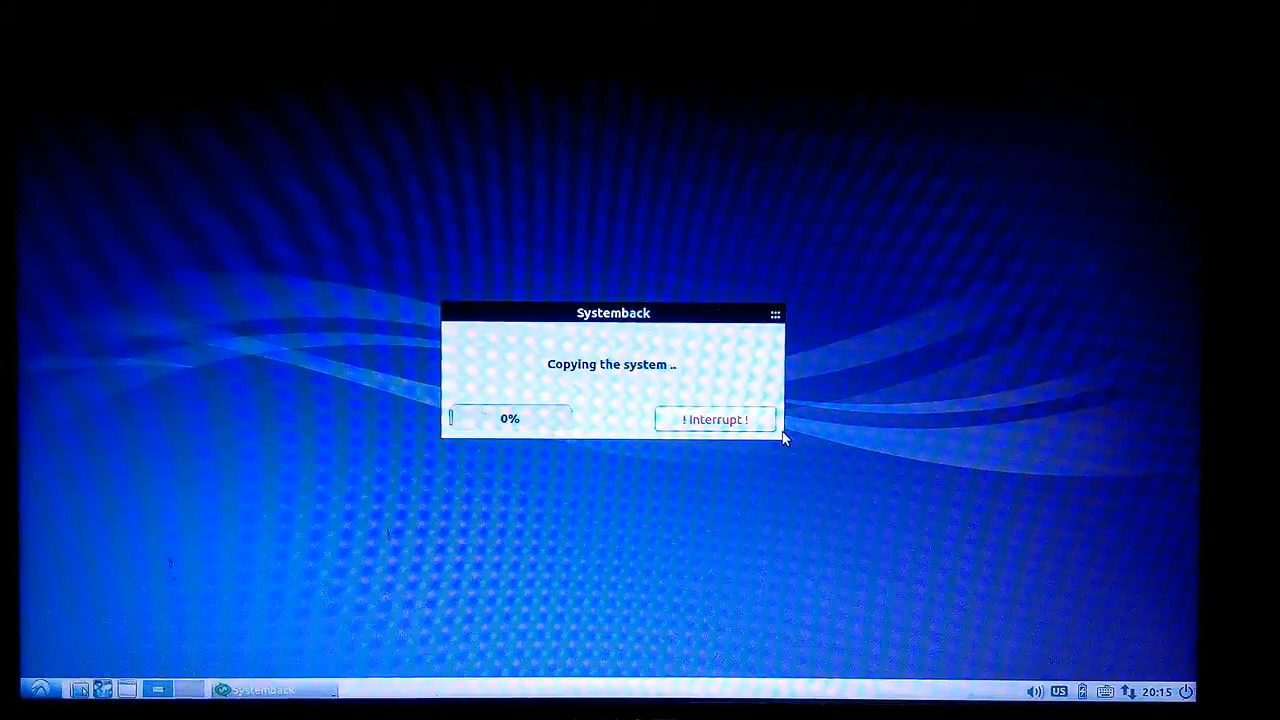 Systemback
Copying the system ..
0%
! Interrupt !
Systemback
US
20:15